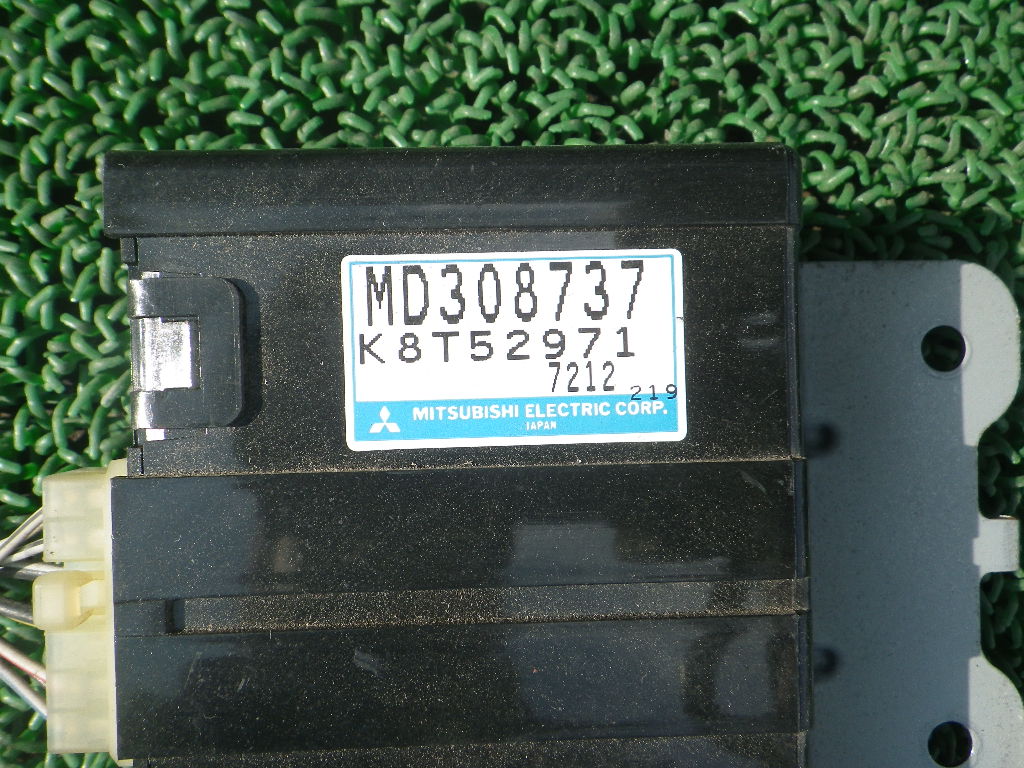 MD308737
K8T52971
7212 219
MITSUBISHI ELECTRIC CORP.
JAPAN